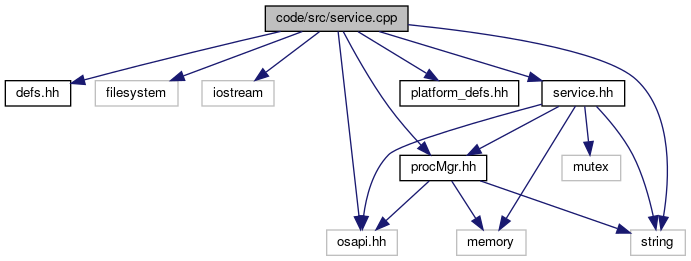 code/src/service.cpp
defs.hh
filesystem
iostream
platform_defs.hh
service.hh
procMgr.hh
mutex
osapi.hh
memory
string